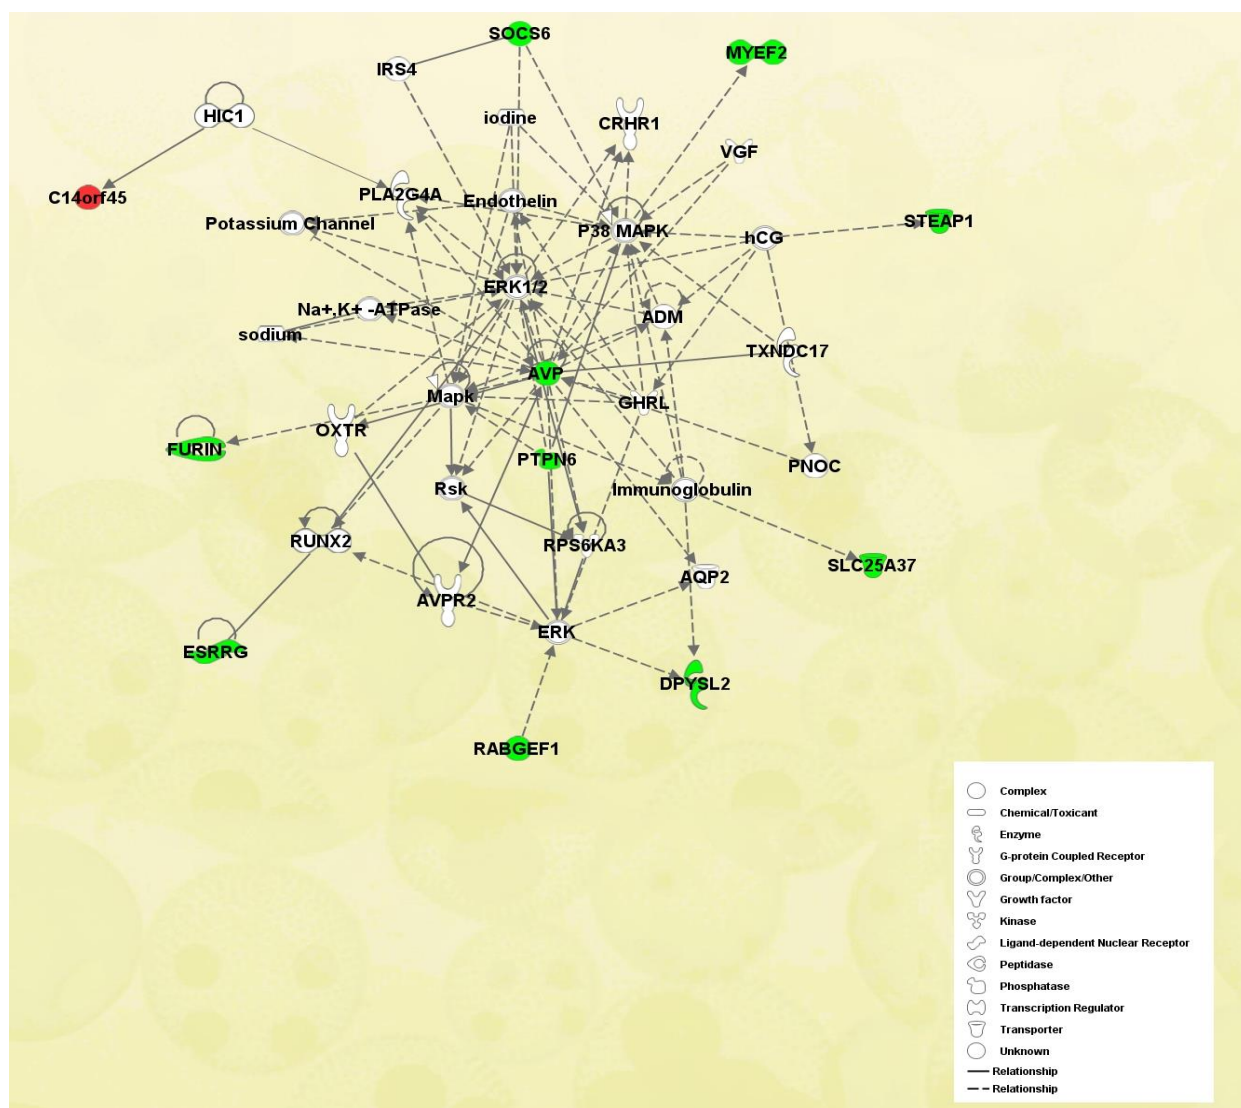 SOCS6
MYEF2
IRS4
HIC1
iodine
CRHR1
VGF
C14orf45
PLA2G4A
Endothelin
Potassium Channel
P38 MAPK
hCG
STEAP1
ERK1/2
Na+,K+ -ATPase
ADM
sodium
TXNDC17
AVP
Mapk
GHRL
OXTR
FURIN
PTPN6
PNOC
Rsk
Immunoglobulin
RUNX2
RPS6KA3
SLC25A37
AQP2
AVPR2
ERK
ESRRG
DPYSL2
RABGEF1
Complex
Chemical/Toxicant
Enzyme
G-protein Coupled Receptor
Group/Complex/Other
Growth factor
Kinase
Ligand-dependent Nuclear Receptor
Peptidase
Phosphatase
Transcription Regulator
Transporter
Unknown
Relationship
Relationship